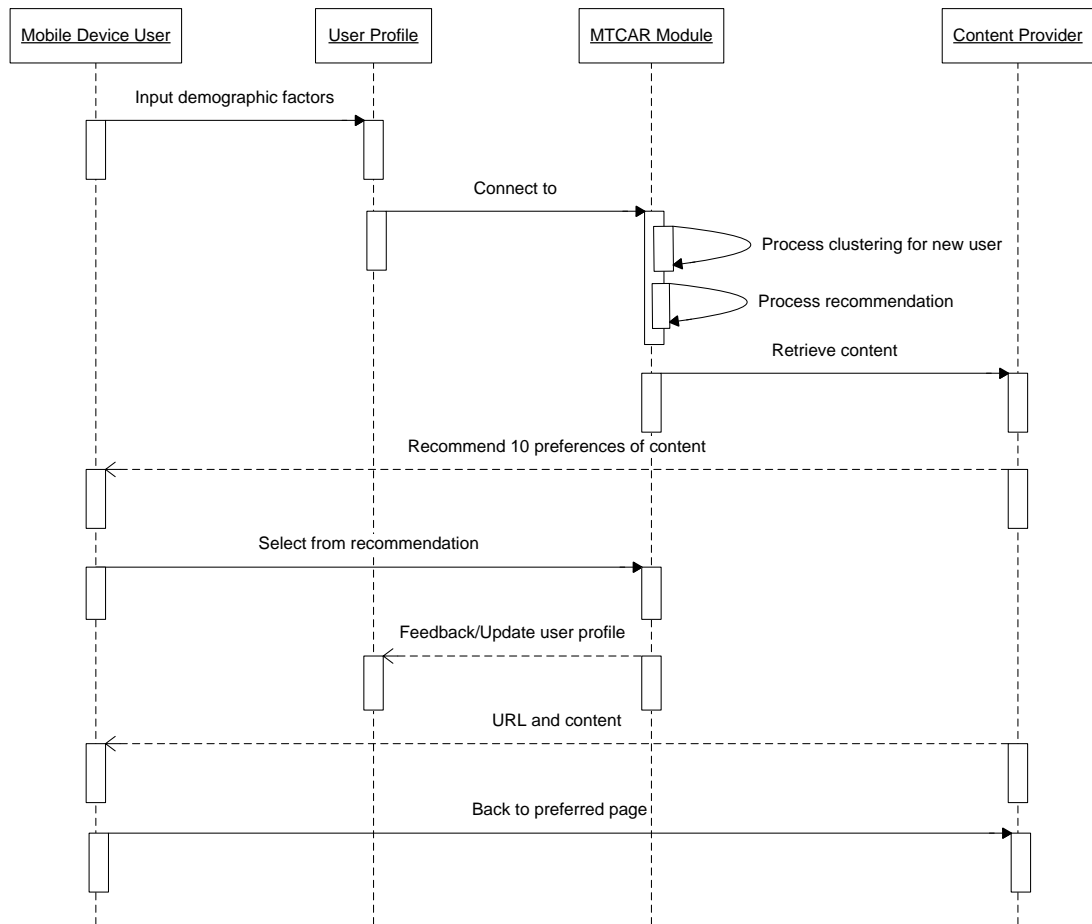 Mobile Device User
User Profile
MTCAR Module
Content Provider
Input demographic factors
Connect to
Process clustering for new user
Process recommendation
Retrieve content
Recommend 10 preferences of content
Select from recommendation
Feedback/Update user profile
URL and content
Back to preferred page